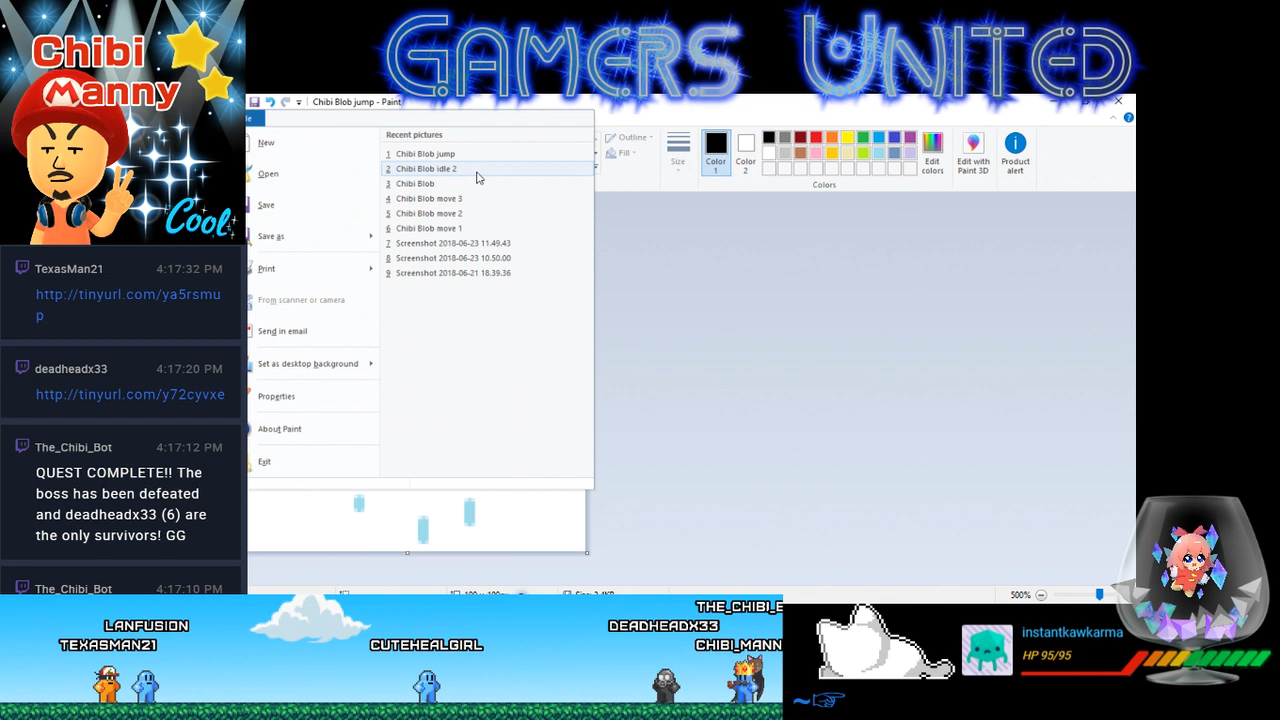 Chibi
Manny
Cool
GAMERS UNITED
Chibi Blob jump - Paint
New
Open
Save
Save as
Print
From scanner or camera
Send in email
Set as desktop background
Properties
About Paint
Exit
Recent pictures
1 Chibi Blob jump
2 Chibi Blob idle 2
3 Chibi Blob
4 Chibi Blob move 3
5 Chibi Blob move 2
6 Chibi Blob move 1
7 Screenshot 2018-06-23 11.49.43
8 Screenshot 2018-06-23 10.50.00
9 Screenshot 2018-06-21 18.39.36
Outline
Fill
Size
Color
1
Color
2
Edit
colors
Edit with
Paint 3D
Product
alert
Colors
500%
TexasMan21 4:17:32 PM
http://tinyurl.com/ya5rsmu
p
deadheadx33 4:17:20 PM
http://tinyurl.com/y72cyvxe
The_Chibi_Bot 4:17:12 PM
QUEST COMPLETE!! The
boss has been defeated
and deadheadx33 (6) are
the only survivors! GG
The_Chibi_Bot 4:17:10 PM
LANFUSION
TEXASMAN21
CUTEHEALGIRL
THE_CHIBI_B
DEADHEADX33
CHIBI_MANN
instantkawkarma
HP 95/95